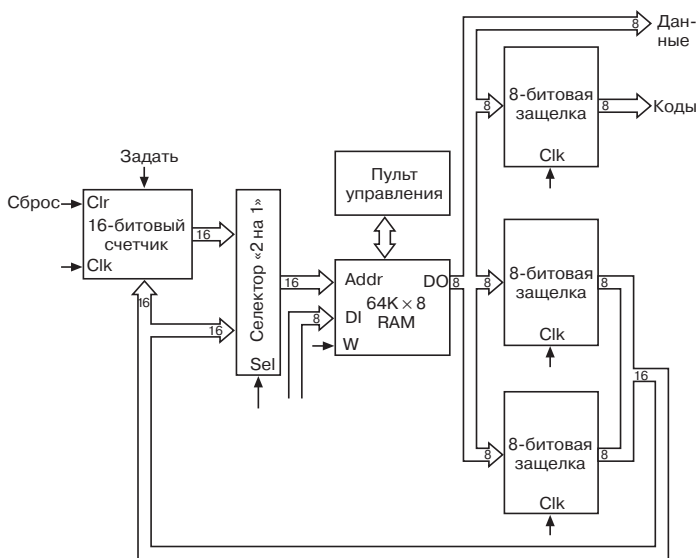 Дан-
ные
8
8-битовая
защелка
8
8
Коды
Clk
Задать
Сброс
Clr
16-битовый
счетчик
Clk
16
16
16
Селектор «2 на 1»
Sel
16
Пульт
управления
Addr
DO
64K × 8
RAM
DI
W
8
8
8
8-битовая
защелка
8
Clk
16
8
8-битовая
защелка
8
Clk